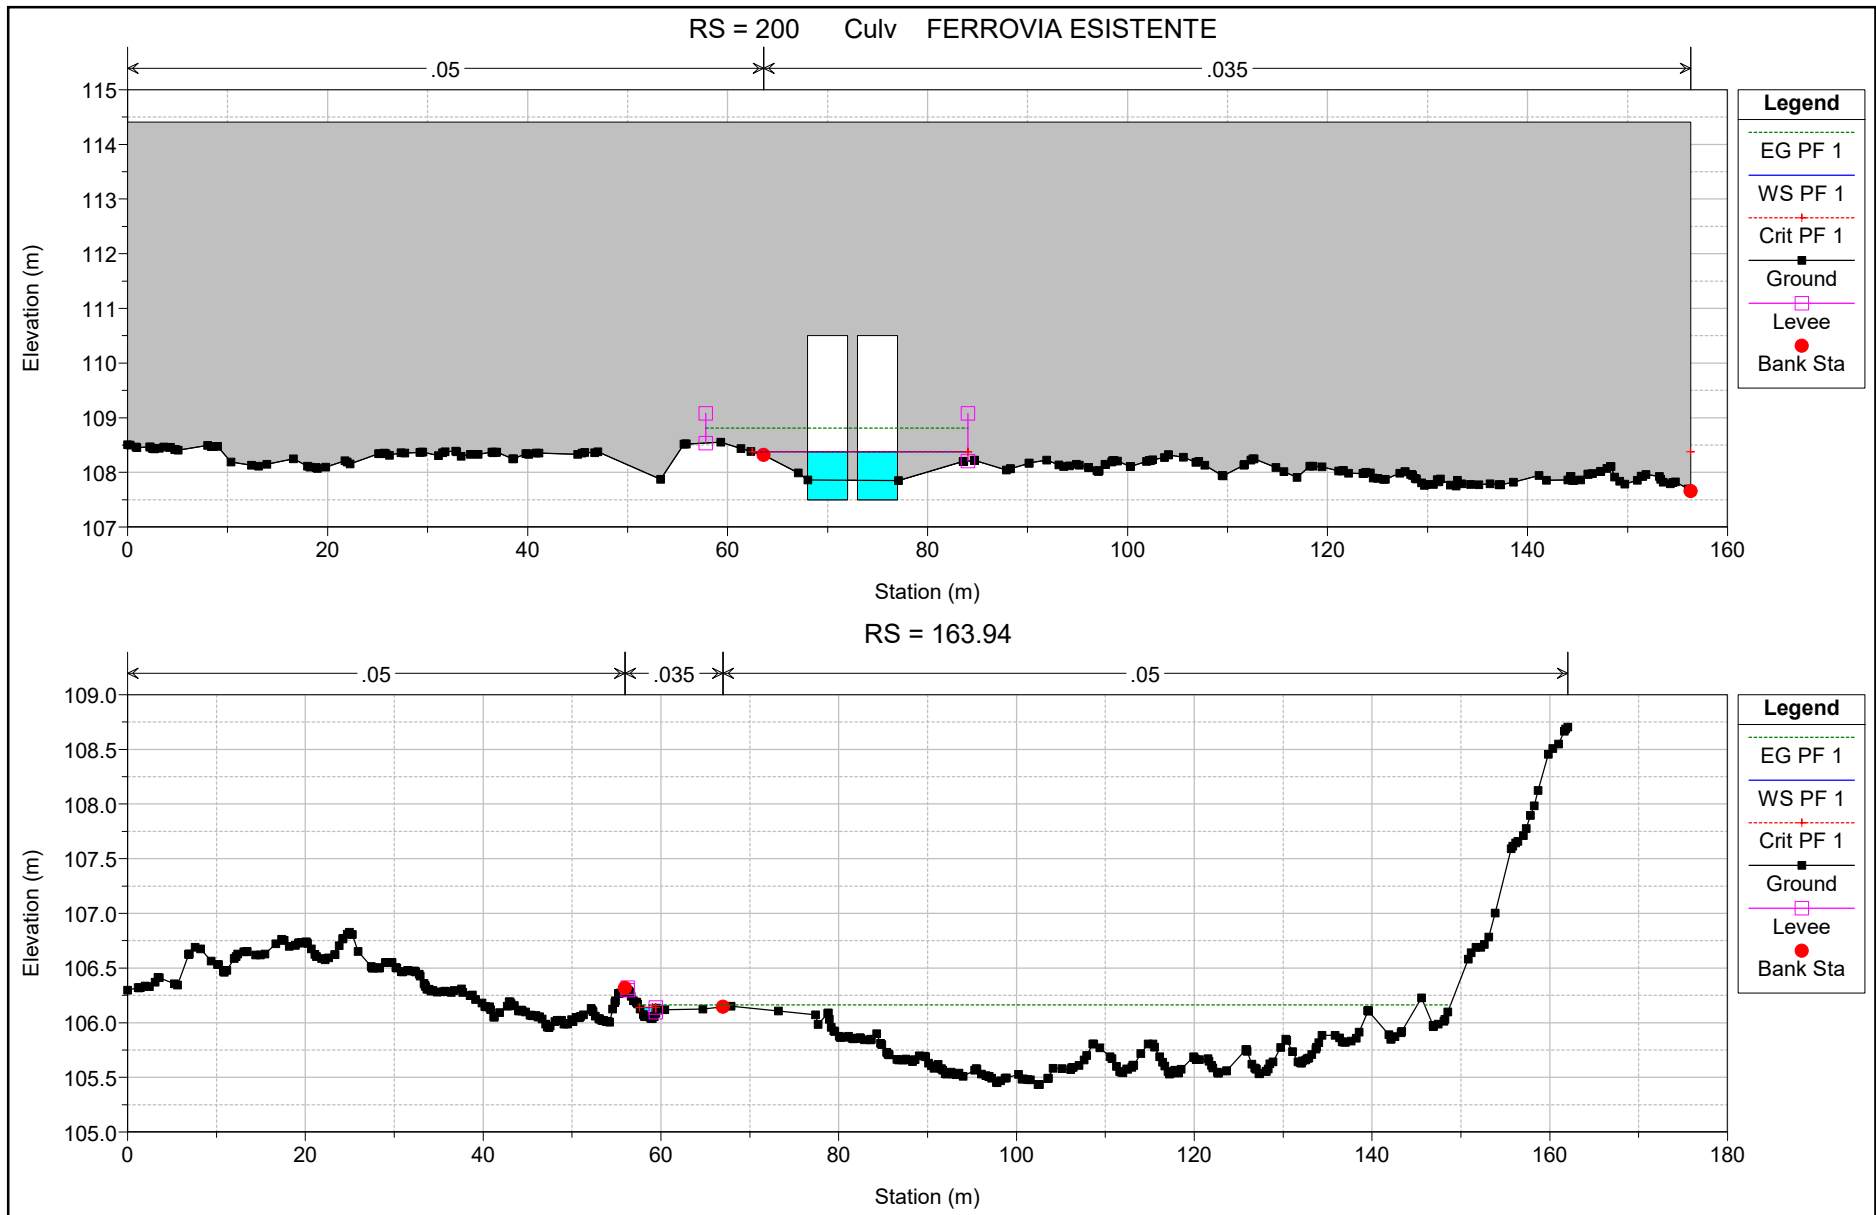 RS = 200 Culv FERROVIA ESISTENTE
.05 .035
115
114
113
112
111
110
109
108
107
Elevation (m)
0 20 40 60 80 100 120 140 160
Station (m)
Legend
EG PF 1
WS PF 1
Crit PF 1
Ground
Levee
Bank Sta
RS = 163.94
.05 .035 .05
109.0
108.5
108.0
107.5
107.0
106.5
106.0
105.5
105.0
Elevation (m)
0 20 40 60 80 100 120 140 160 180
Station (m)
Legend
EG PF 1
WS PF 1
Crit PF 1
Ground
Levee
Bank Sta